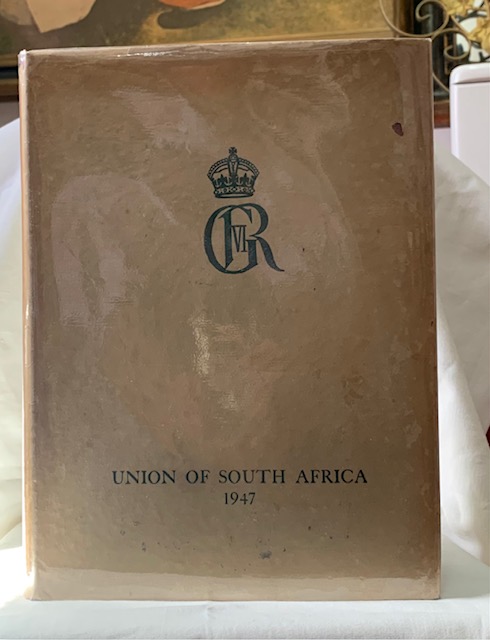 GVIR
UNION OF SOUTH AFRICA
1947